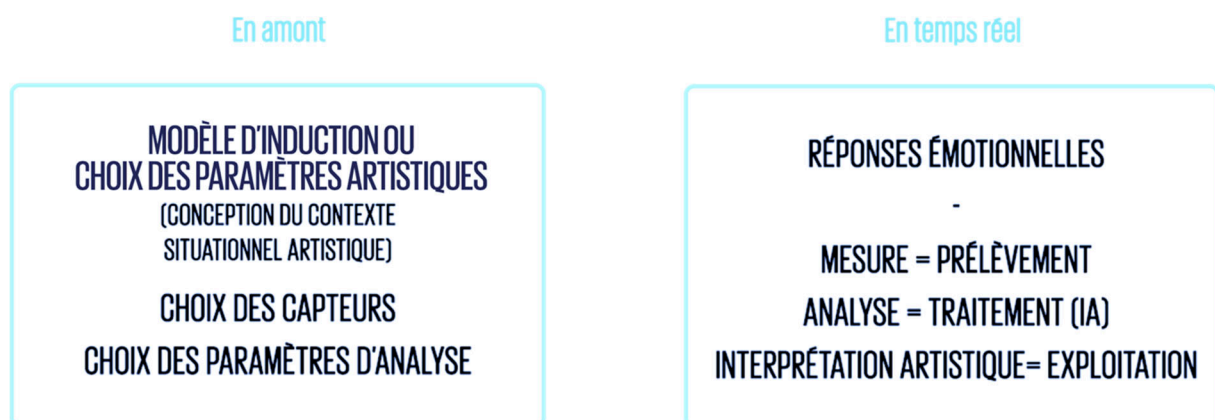 En amont
MODÈLE D'INDUCTION OU
CHOIX DES PARAMÈTRES ARTISTIQUES
(CONCEPTION DU CONTEXTE
SITUATIONNEL ARTISTIQUE)
CHOIX DES CAPTEURS
CHOIX DES PARAMÈTRES D'ANALYSE
En temps réel
RÉPONSES ÉMOTIONNELLES
-
MESURE = PRÉLÈVEMENT
ANALYSE = TRAITEMENT (IA)
INTERPRÉTATION ARTISTIQUE= EXPLOITATION